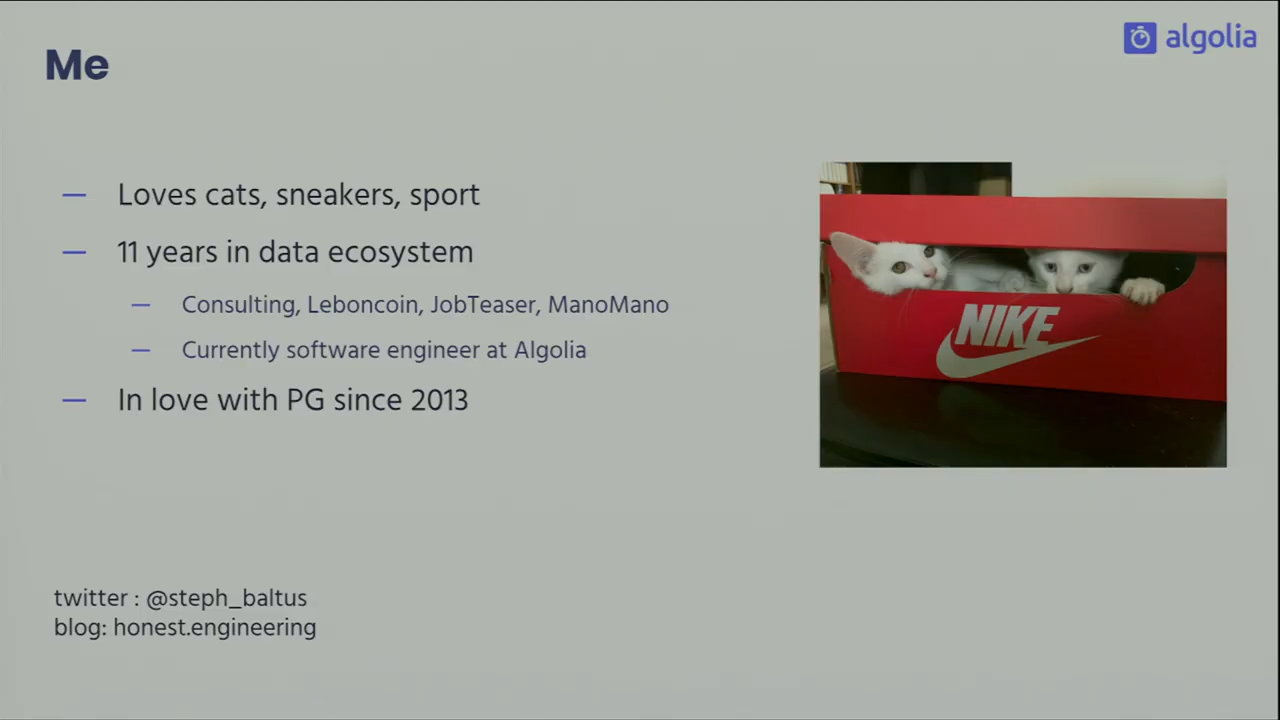 algolia
Me
— Loves cats, sneakers, sport
— 11 years in data ecosystem
— Consulting, Leboncoin, JobTeaser, ManoMano
— Currently software engineer at Algolia
— In love with PG since 2013
NIKE
twitter : @steph_baltus
blog: honest.engineering